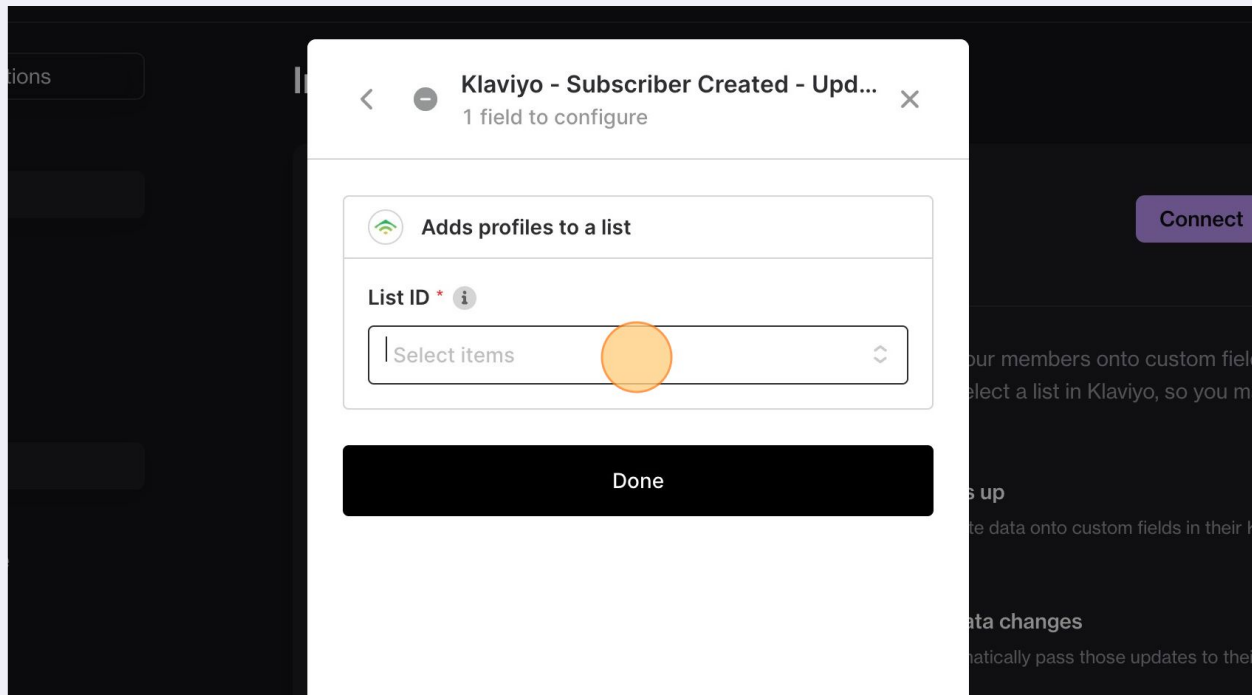 tions
Klaviyo - Subscriber Created - Upd...
1 field to configure
Adds profiles to a list
Connect
List ID *
Select items
our members onto custom fiel
elect a list in Klaviyo, so you m
Done
s up
te data onto custom fields in their K
ata changes
natically pass those updates to thei